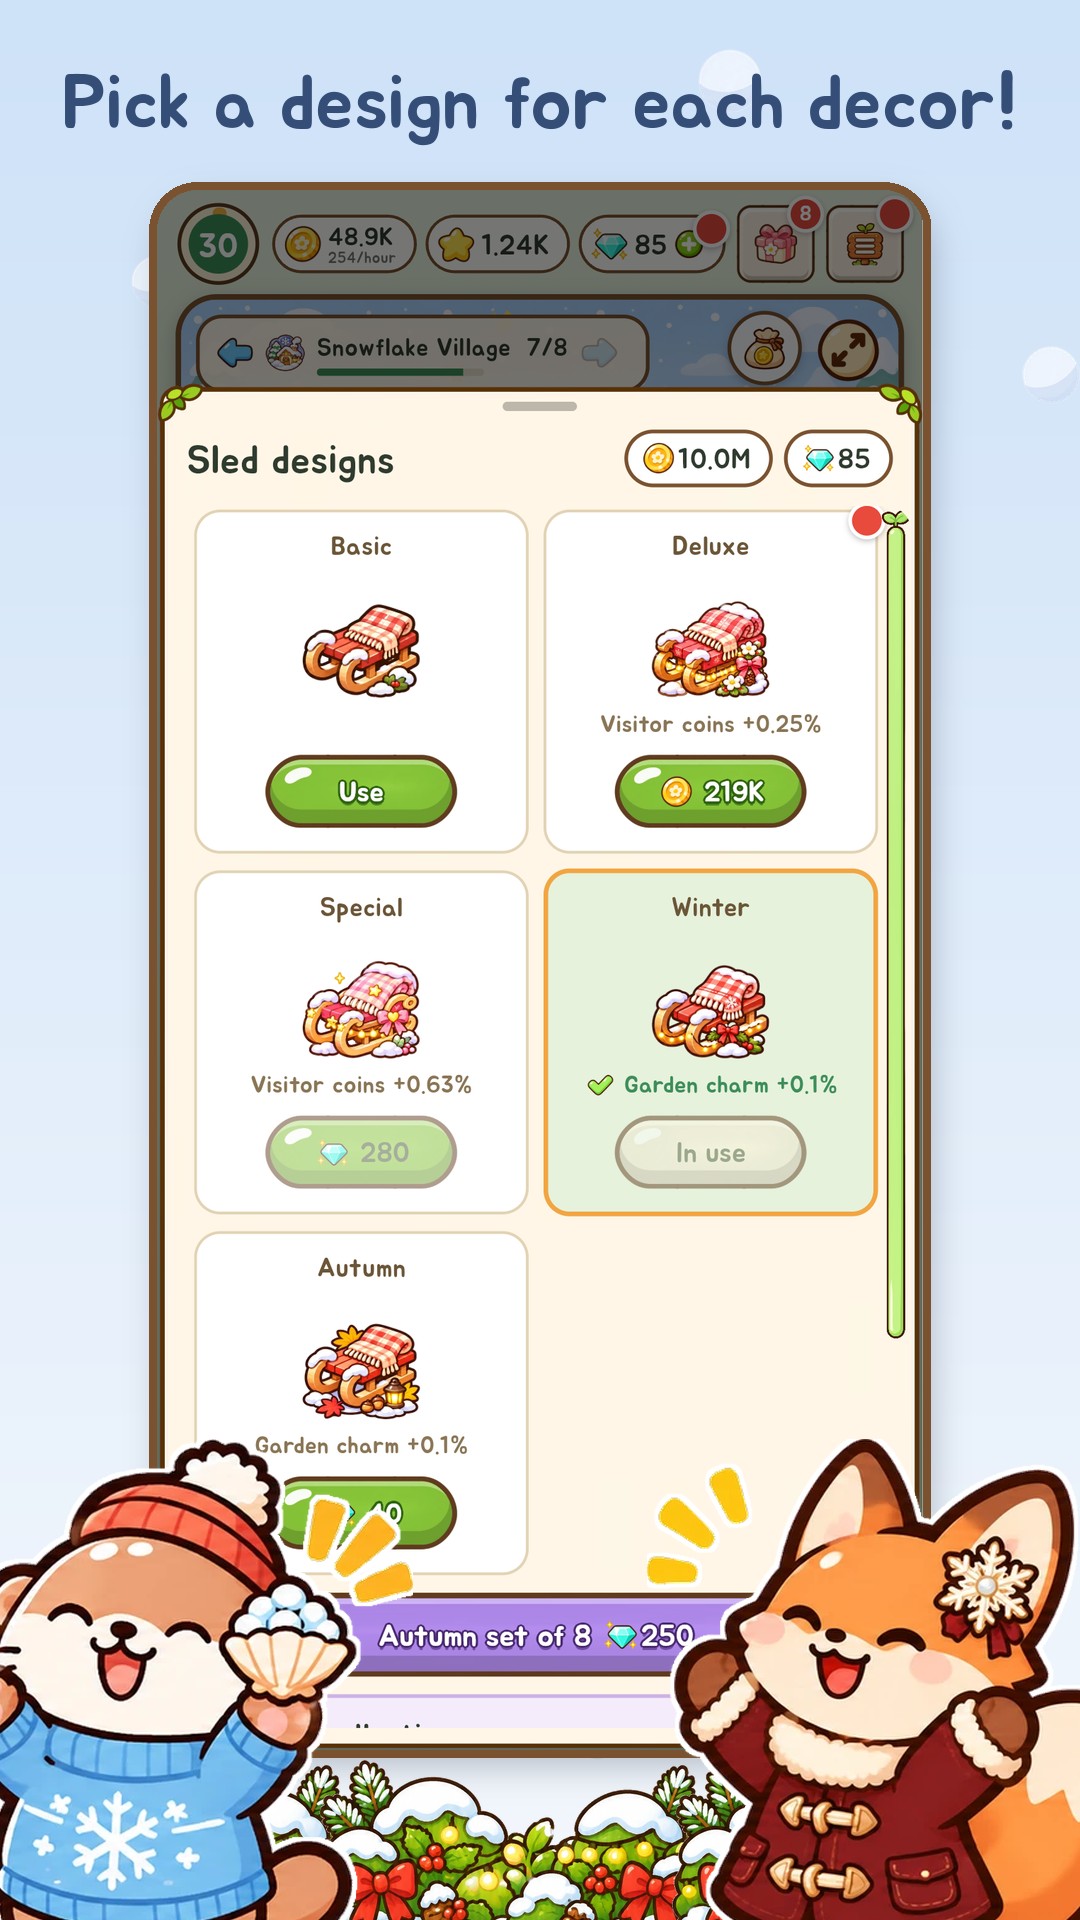 Pick a design for each decor!
30
48.9K
254/hour
1.24K
85
8
Snowflake Village 7/8
Sled designs
10.0M
85
Basic
Use
Deluxe
Visitor coins +0.25%
219K
Special
Visitor coins +0.63%
280
Winter
Garden charm +0.1%
In use
Autumn
Garden charm +0.1%
Autumn set of 8 250